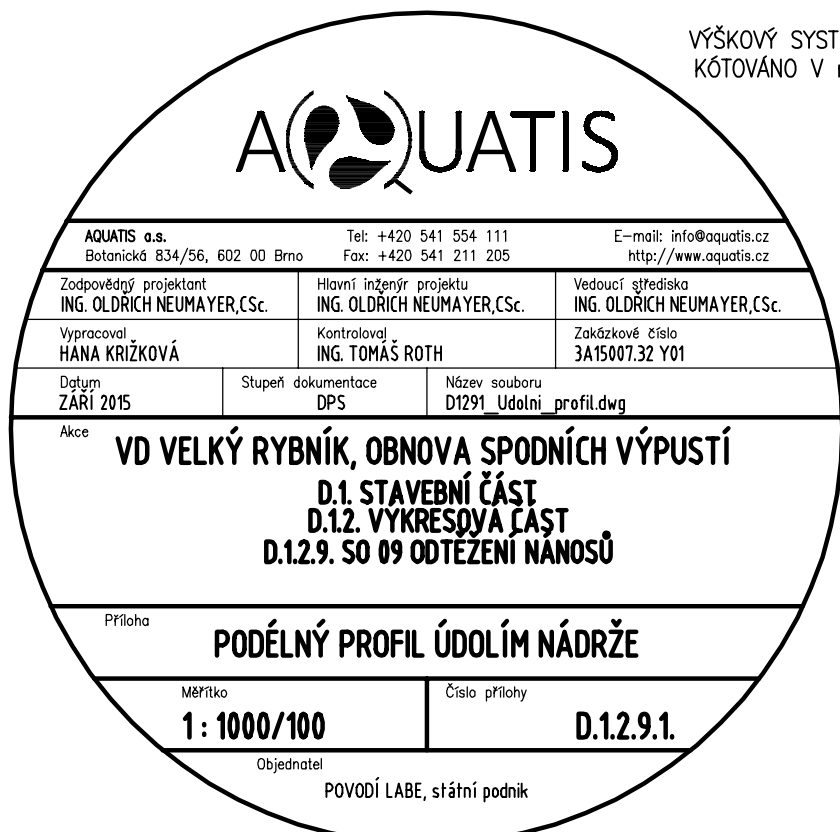 VÝŠKOVÝ
KÓTOVÁNO V
AQUATIS
AQUATIS a.s. Tel: +420 541 554 111 E-mail: info@aquatis.cz
Botanická 834/56, 602 00 Brno Fax: +420 541 211 205 http://www.aquatis.cz
Zodpovědný projektant Hlavní inženýr projektu Vedoucí střediska
ING. OLDŘICH NEUMAYER,CSc. ING. OLDŘICH NEUMAYER,CSc. ING. OLDŘICH NEUMAYER,CSc.
Vypracoval Kontroloval Zakázkové číslo
HANA KRIŽKOVÁ ING. TOMÁŠ ROTH 3A15007.32 Y01
Datum Stupeň dokumentace Název souboru
ZÁŘÍ 2015 DPS D1291_Udolni_profil.dwg
Akce
VD VELKÝ RYBNÍK, OBNOVA SPODNÍCH VÝPUSTÍ
D.1. STAVEBNÍ ČÁST
D.1.2. VÝKRESOVÁ ČÁST
D.1.2.9. SO 09 ODTĚŽENÍ NÁNOSŮ
Příloha
PODÉLNÝ PROFIL ÚDOLÍM NÁDRŽE
Měřítko Číslo přílohy
1 : 1000/100 D.1.2.9.1.
Objednatel
POVODÍ LABE, státní podnik